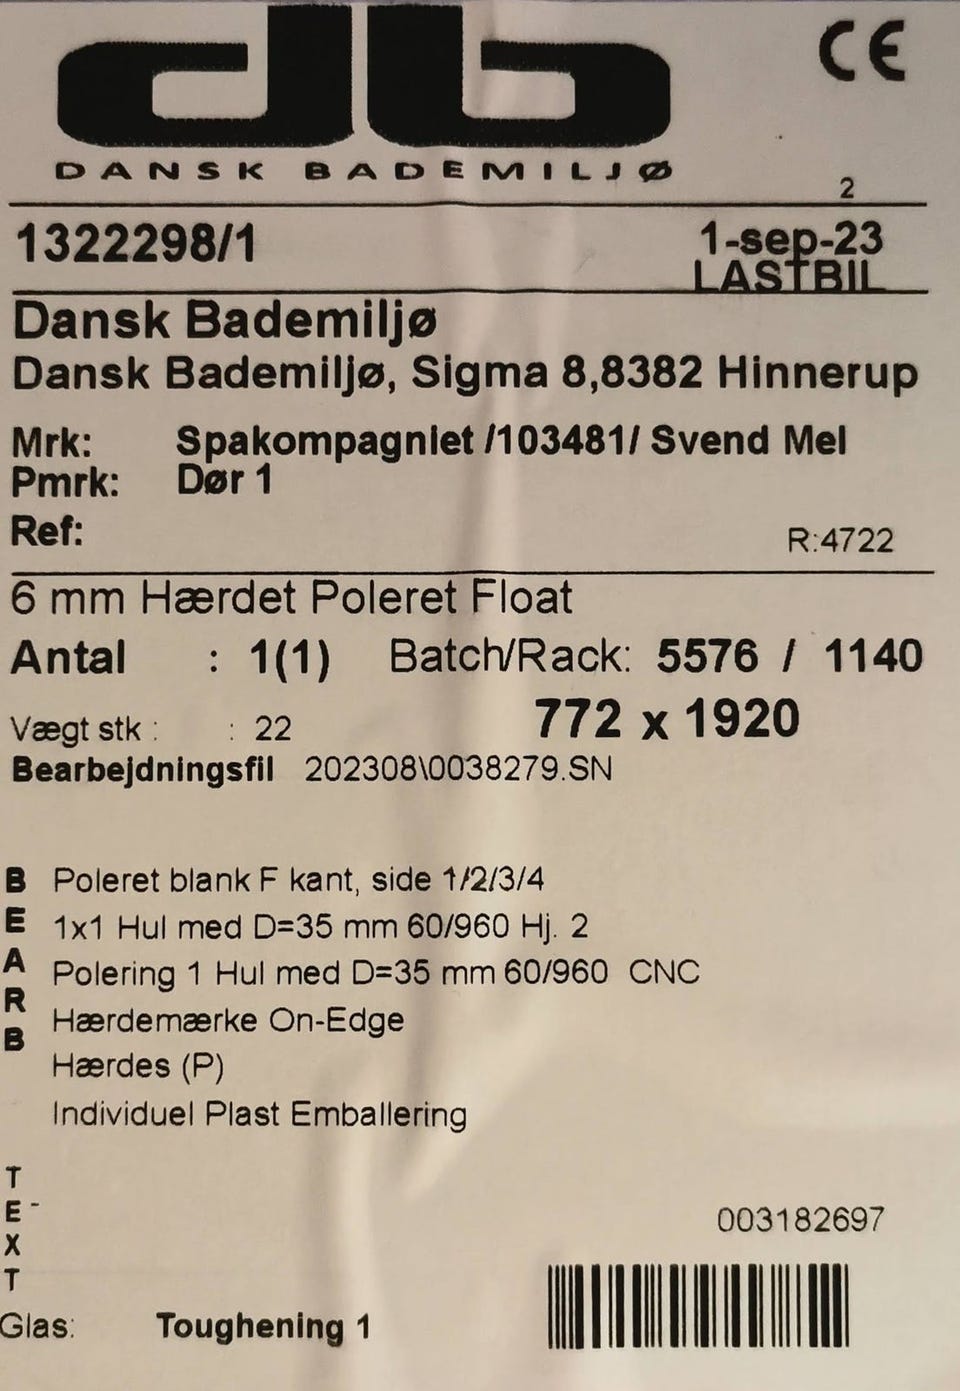 db
CE
DANSK BADEMILJØ
2
1322298/1 1-sep-23
LASTBIL
Dansk Bademiljø
Dansk Bademiljø, Sigma 8,8382 Hinnerup
Mrk: Spakompagniet /103481/ Svend Mel
Pmrk: Dør 1
Ref: R:4722
6 mm Hærdet Poleret Float
Antal : 1(1) Batch/Rack: 5576 / 1140
Vægt stk : : 22 772 x 1920
Bearbejdningsfil 202308\0038279.SN
BEARB
Poleret blank F kant, side 1/2/3/4
1x1 Hul med D=35 mm 60/960 Hj. 2
Polering 1 Hul med D=35 mm 60/960 CNC
Hærdemærke On-Edge
Hærdes (P)
Individuel Plast Emballering
TEXT -
003182697
Glas: Toughening 1